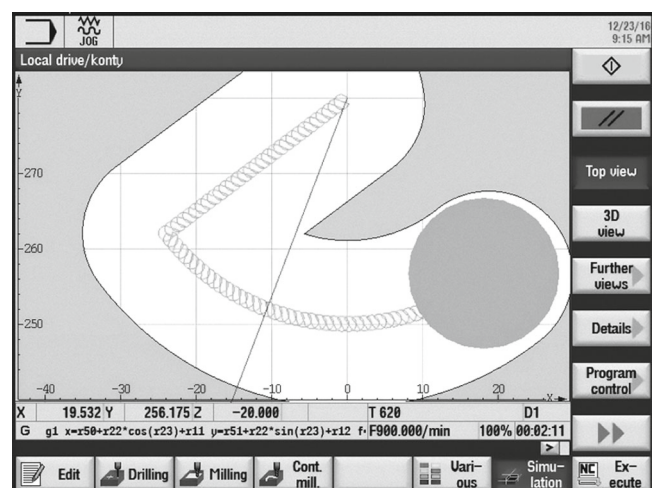 JOG
12/23/16
9:15 AM
Local drive/konty
Y
Top view
-270
3D
view
-260
Further
views
-250
Details
Program
control
-40 -30 -20 -10 0 10 20 X
X 19.532 Y 256.175 Z -20.000 T 620 D1
G g1 x=r50+r22*cos(r23)+r11 y=r51+r22*sin(r23)+r12 f F900.000/min 100% 00:02:11
Edit
Drilling
Milling
Cont.
mill.
Vari-
ous
Simu-
lation
NC Ex-
ecute